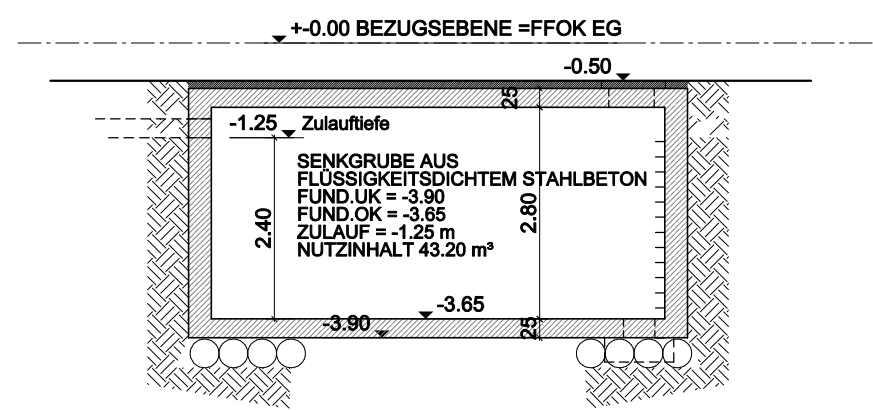 +-0.00 BEZUGSEBENE =FFOK EG
-0.50
25
-1.25 Zulauftiefe
SENKGRUBE AUS
FLÜSSIGKEITSDICHTEM STAHLBETON
FUND.UK = -3.90
FUND.OK = -3.65
ZULAUF = -1.25 m
NUTZINHALT 43.20 m³
2.40
2.80
-3.65
-3.90
25